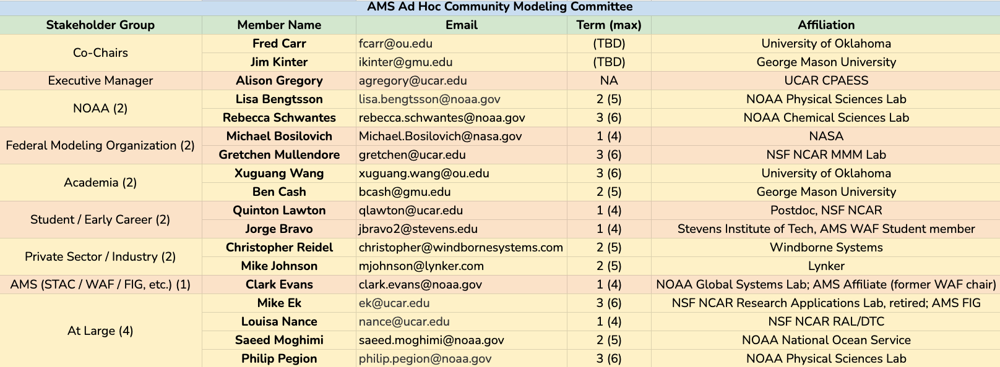 AMS Ad Hoc Community Modeling Committee
Stakeholder Group Member Name Email Term (max) Affiliation
Co-Chairs
Fred Carr fcarr@ou.edu (TBD) University of Oklahoma
Jim Kinter ikinter@gmu.edu (TBD) George Mason University
Executive Manager Alison Gregory agregory@ucar.edu NA UCAR CPAESS
NOAA (2)
Lisa Bengtsson lisa.bengtsson@noaa.gov 2 (5) NOAA Physical Sciences Lab
Rebecca Schwantes rebecca.schwantes@noaa.gov 3 (6) NOAA Chemical Sciences Lab
Federal Modeling Organization (2)
Michael Bosilovich Michael.Bosilovich@nasa.gov 1 (4) NASA
Gretchen Mullendore gretchen@ucar.edu 3 (6) NSF NCAR MMM Lab
Academia (2)
Xuguang Wang xuguang.wang@ou.edu 3 (6) University of Oklahoma
Ben Cash bcash@gmu.edu 2 (5) George Mason University
Student / Early Career (2)
Quinton Lawton qlawton@ucar.edu 1 (4) Postdoc, NSF NCAR
Jorge Bravo jbravo2@stevens.edu 1 (4) Stevens Institute of Tech, AMS WAF Student member
Private Sector / Industry (2)
Christopher Reidel christopher@windbornesystems.com 2 (5) Windborne Systems
Mike Johnson mjohnson@lynker.com 2 (5) Lynker
AMS (STAC / WAF / FIG, etc.) (1) Clark Evans clark.evans@noaa.gov 1 (4) NOAA Global Systems Lab; AMS Affiliate (former WAF chair)
At Large (4)
Mike Ek ek@ucar.edu 3 (6) NSF NCAR Research Applications Lab, retired; AMS FIG
Louisa Nance nance@ucar.edu 1 (4) NSF NCAR RAL/DTC
Saeed Moghimi saeed.moghimi@noaa.gov 2 (5) NOAA National Ocean Service
Philip Pegion philip.pegion@noaa.gov 3 (6) NOAA Physical Sciences Lab